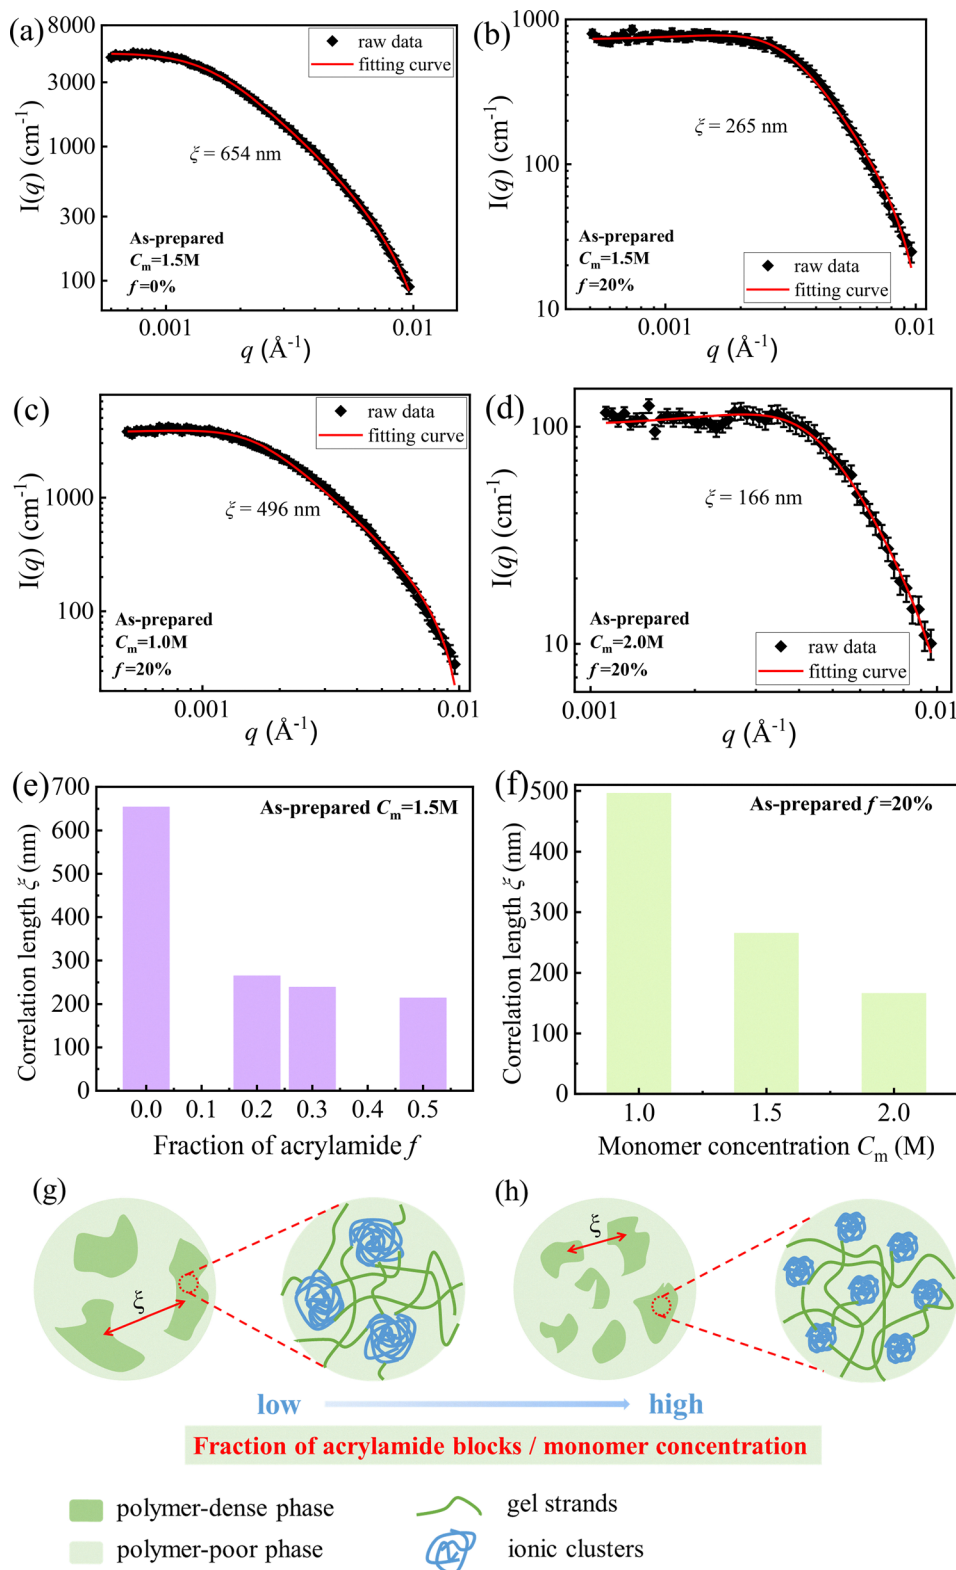 (a)
8000
3000
1000
300
100
I(q) (cm⁻¹)
raw data
fitting curve
ξ = 654 nm
As-prepared
Cm=1.5M
f=0%
0.001
0.01
q (Å⁻¹)
(b)
1000
100
10
I(q) (cm⁻¹)
ξ = 265 nm
As-prepared
Cm=1.5M
f=20%
raw data
fitting curve
0.001
0.01
q (Å⁻¹)
(c)
1000
100
I(q) (cm⁻¹)
raw data
fitting curve
ξ = 496 nm
As-prepared
Cm=1.0M
f=20%
0.001
0.01
q (Å⁻¹)
(d)
100
10
I(q) (cm⁻¹)
ξ = 166 nm
As-prepared
Cm=2.0M
f=20%
raw data
fitting curve
0.001
0.01
q (Å⁻¹)
(e)
700
600
500
400
300
200
100
0
Correlation length ξ (nm)
As-prepared Cm=1.5M
0.0 0.1 0.2 0.3 0.4 0.5
Fraction of acrylamide f
(f)
500
400
300
200
100
0
Correlation length ξ (nm)
As-prepared f=20%
1.0 1.5 2.0
Monomer concentration Cm (M)
(g)
ξ
(h)
ξ
low
high
Fraction of acrylamide blocks / monomer concentration
polymer-dense phase
gel strands
polymer-poor phase
ionic clusters